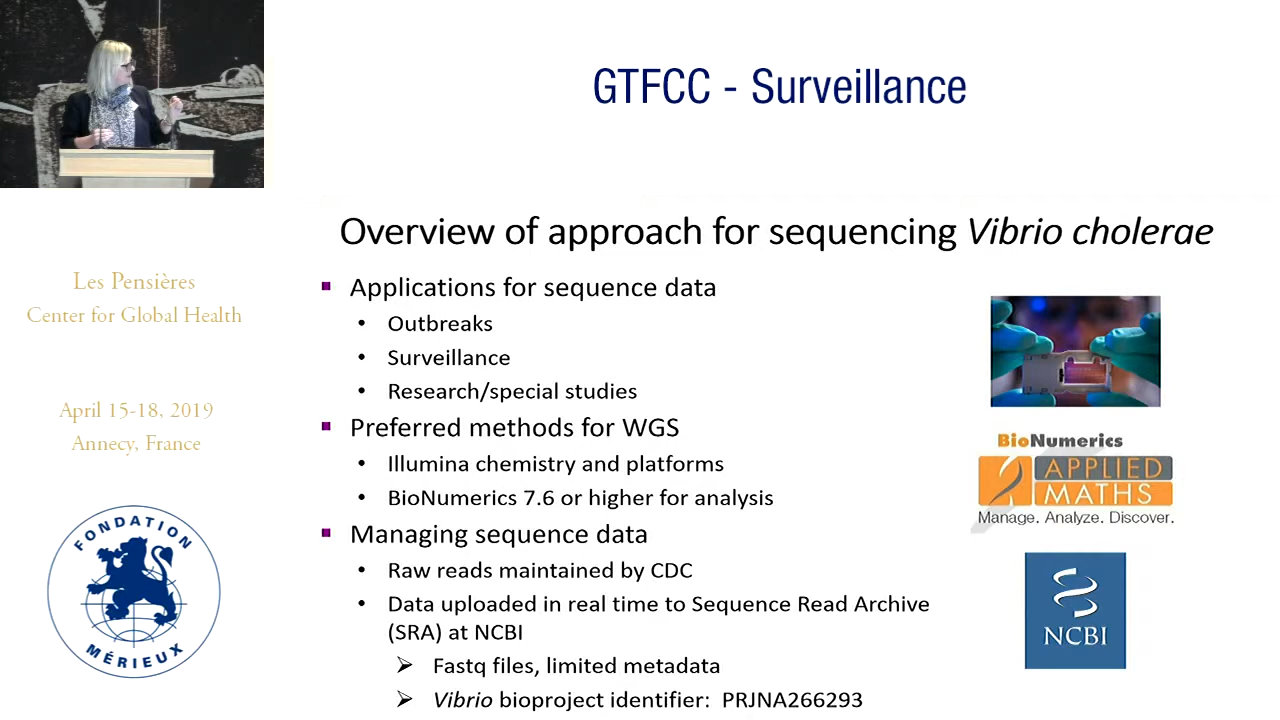 GTFCC - Surveillance
Les Pensières
Center for Global Health
April 15-18, 2019
Annecy, France
FONDATION
MÉRIEUX
Overview of approach for sequencing Vibrio cholerae
Applications for sequence data
• Outbreaks
• Surveillance
• Research/special studies
Preferred methods for WGS
• Illumina chemistry and platforms
• BioNumerics 7.6 or higher for analysis
Managing sequence data
• Raw reads maintained by CDC
• Data uploaded in real time to Sequence Read Archive
(SRA) at NCBI
Fastq files, limited metadata
Vibrio bioproject identifier: PRJNA266293
BioNumerics
APPLIED
MATHS
Manage. Analyze. Discover.
NCBI